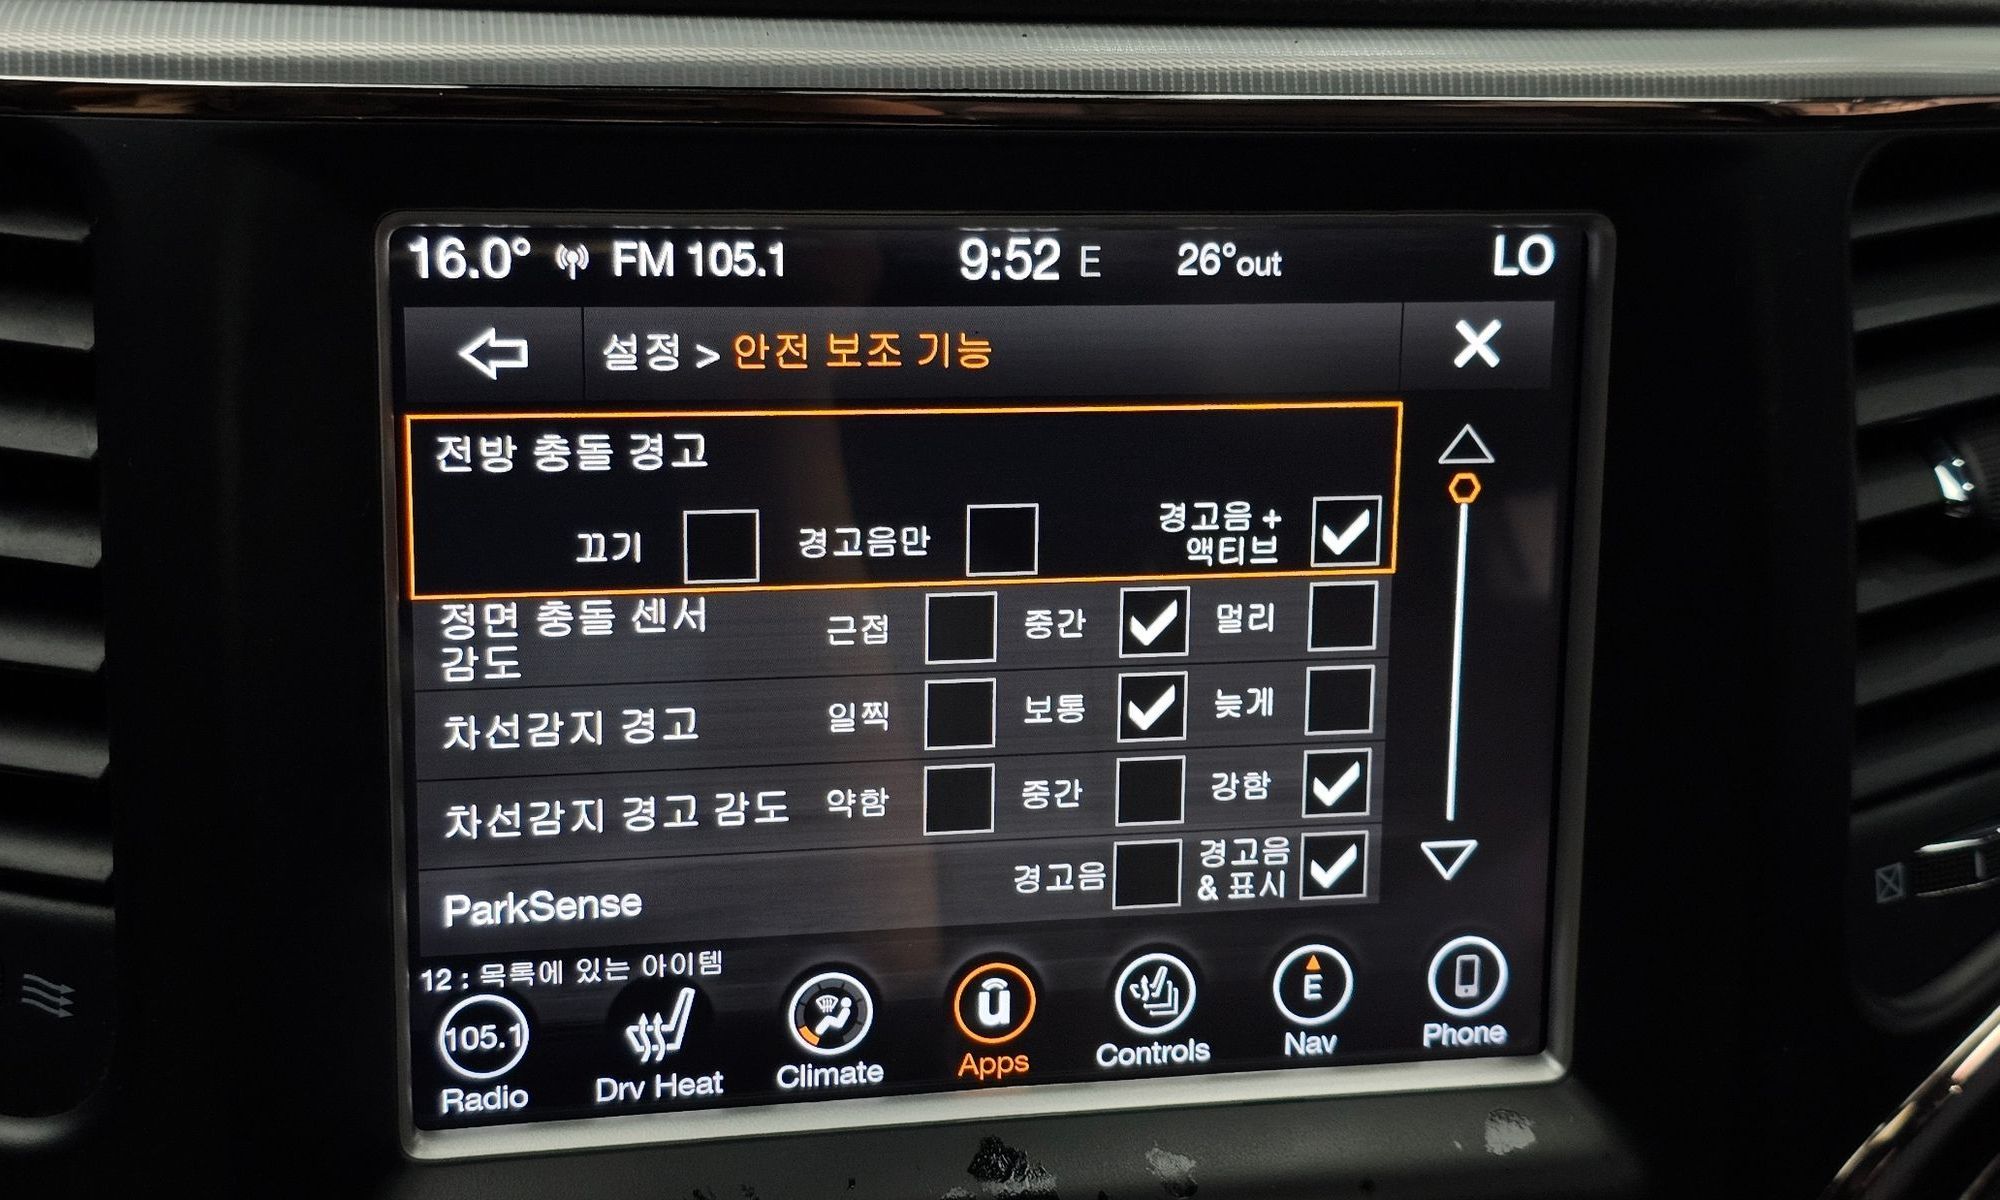 16.0° FM 105.1 9:52 E 26°out LO
설정 > 안전 보조 기능
전방 충돌 경고
끄기 경고음만 경고음 +
액티브
정면 충돌 센서
감도 근접 중간 멀리
차선감지 경고 일찍 보통 늦게
차선감지 경고 감도 약함 중간 강함
ParkSense 경고음 경고음
& 표시
12 : 목록에 있는 아이템
105.1 E
Radio Drv Heat Climate Apps Controls Nav Phone